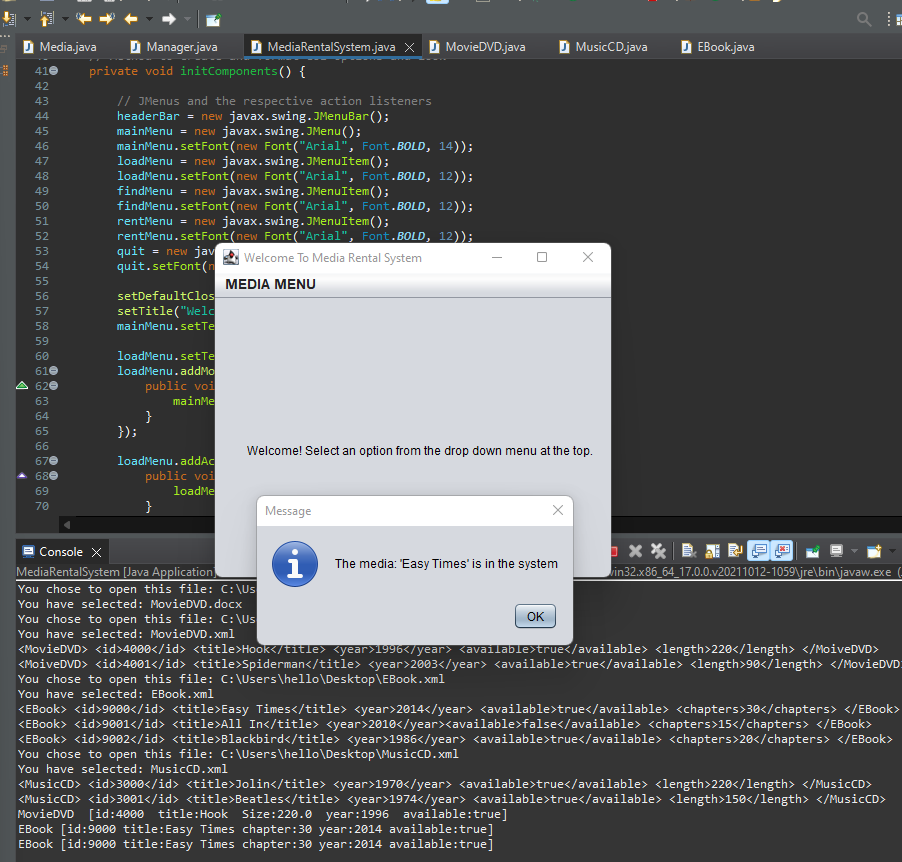 Media.java
Manager.java
MediaRentalSystem.java
MovieDVD.java
MusicCD.java
EBook.java
41 private void initComponents() {
42
43 // JMenus and the respective action listeners
44 headerBar = new javax.swing.JMenuBar();
45 mainMenu = new javax.swing.JMenu();
46 mainMenu.setFont(new Font("Arial", Font.BOLD, 14));
47 loadMenu = new javax.swing.JMenuItem();
48 loadMenu.setFont(new Font("Arial", Font.BOLD, 12));
49 findMenu = new javax.swing.JMenuItem();
50 findMenu.setFont(new Font("Arial", Font.BOLD, 12));
51 rentMenu = new javax.swing.JMenuItem();
52 rentMenu.setFont(new Font("Arial", Font.BOLD, 12));
53 quit = new jav
54 quit.setFont(n
55
56 setDefaultClos
57 setTitle("Welc
58 mainMenu.setTe
59
60 loadMenu.setTe
61 loadMenu.addMo
62 public voi
63 mainMe
64 }
65 });
66
67 loadMenu.addAc
68 public voi
69 loadMe
70 }
Welcome To Media Rental System
MEDIA MENU
Welcome! Select an option from the drop down menu at the top.
Message
The media: 'Easy Times' is in the system
OK
Console
MediaRentalSystem [Java Application]
win32.x86_64_17.0.0.v20211012-1059\jre\bin\javaw.exe (
You chose to open this file: C:\Us
You have selected: MovieDVD.docx
You chose to open this file: C:\Us
You have selected: MovieDVD.xml
<MovieDVD> <id>4000</id> <title>Hook</title> <year>1996</year> <available>true</available> <length>220</length> </MoiveDVD>
<MoiveDVD> <id>4001</id> <title>Spiderman</title> <year>2003</year> <available>true</available> <length>90</length> </MovieDVD>
You chose to open this file: C:\Users\hello\Desktop\EBook.xml
You have selected: EBook.xml
<EBook> <id>9000</id> <title>Easy Times</title> <year>2014</year> <available>true</available> <chapters>30</chapters> </EBook>
<EBook> <id>9001</id> <title>All In</title> <year>2010</year><available>false</available> <chapters>15</chapters> </EBook>
<EBook> <id>9002</id> <title>Blackbird</title> <year>1986</year> <available>true</available> <chapters>20</chapters> </EBook>
You chose to open this file: C:\Users\hello\Desktop\MusicCD.xml
You have selected: MusicCD.xml
<MusicCD> <id>3000</id> <title>Jolin</title> <year>1970</year> <available>true</available> <length>220</length> </MusicCD>
<MusicCD> <id>3001</id> <title>Beatles</title> <year>1974</year> <available>true</available> <length>150</length> </MusicCD>
MovieDVD [id:4000 title:Hook Size:220.0 year:1996 available:true]
EBook [id:9000 title:Easy Times chapter:30 year:2014 available:true]
EBook [id:9000 title:Easy Times chapter:30 year:2014 available:true]